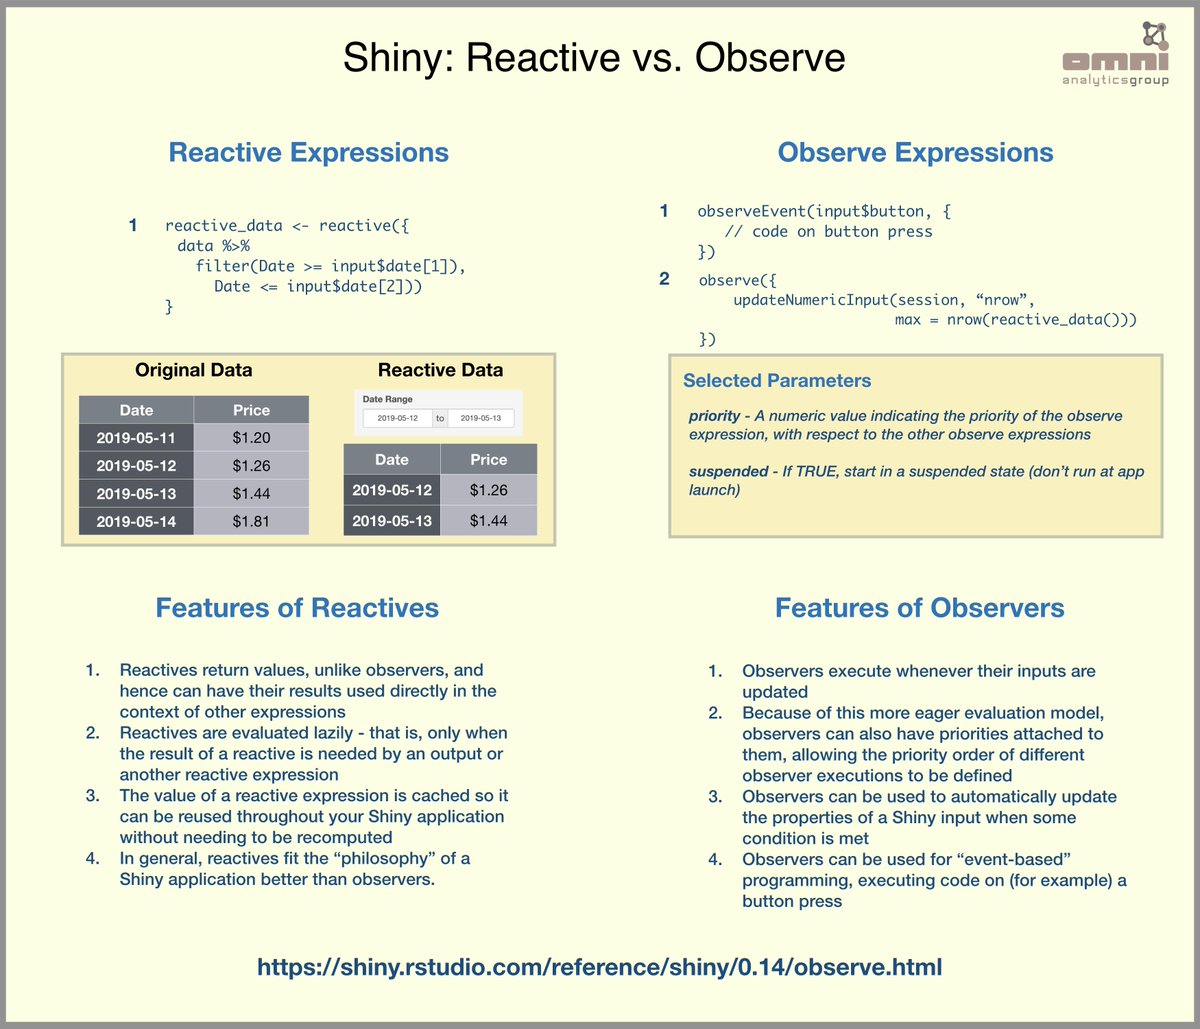 Shiny: Reactive vs. Observe
omni
analyticsgroup
Reactive Expressions
1 reactive_data <- reactive({
data %>%
filter(Date >= input$date[1]),
Date <= input$date[2]))
}
Original Data
Date Price
2019-05-11 $1.20
2019-05-12 $1.26
2019-05-13 $1.44
2019-05-14 $1.81
Reactive Data
Date Range
2019-05-12 to 2019-05-13
Date Price
2019-05-12 $1.26
2019-05-13 $1.44
Observe Expressions
1 observeEvent(input$button, {
// code on button press
})
2 observe({
updateNumericInput(session, “nrow”,
max = nrow(reactive_data()))
})
Selected Parameters
priority - A numeric value indicating the priority of the observe
expression, with respect to the other observe expressions
suspended - If TRUE, start in a suspended state (don’t run at app
launch)
Features of Reactives
1. Reactives return values, unlike observers, and
hence can have their results used directly in the
context of other expressions
2. Reactives are evaluated lazily - that is, only when
the result of a reactive is needed by an output or
another reactive expression
3. The value of a reactive expression is cached so it
can be reused throughout your Shiny application
without needing to be recomputed
4. In general, reactives fit the “philosophy” of a
Shiny application better than observers.
Features of Observers
1. Observers execute whenever their inputs are
updated
2. Because of this more eager evaluation model,
observers can also have priorities attached to
them, allowing the priority order of different
observer executions to be defined
3. Observers can be used to automatically update
the properties of a Shiny input when some
condition is met
4. Observers can be used for “event-based”
programming, executing code on (for example) a
button press
https://shiny.rstudio.com/reference/shiny/0.14/observe.html